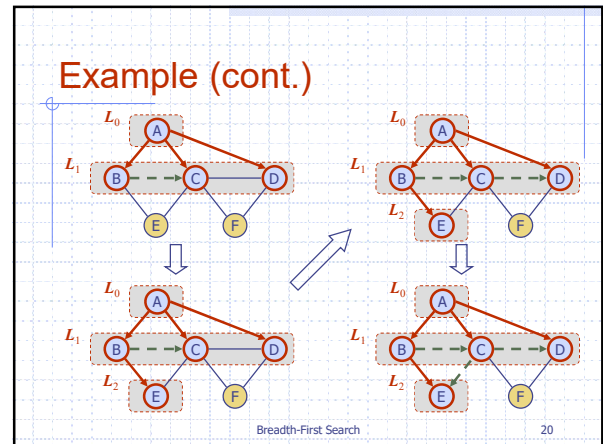 Example (cont.)
L0
A
L1
B C D
E F
L0
A
L1
B C D
L2
E F
L0
A
L1
B C D
L2
E F
L0
A
L1
B C D
L2
E F
Breadth-First Search 20